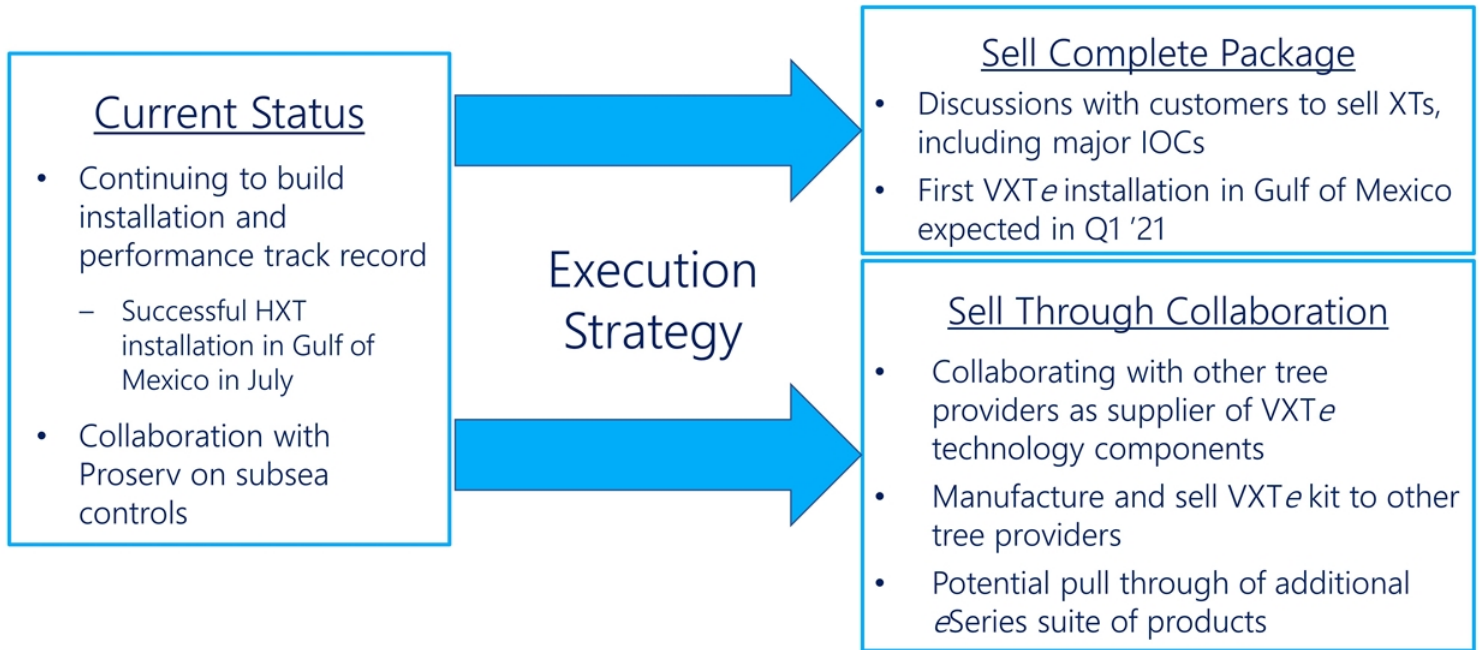 Current Status
• Continuing to build
installation and
performance track record
– Successful HXT
installation in Gulf of
Mexico in July
• Collaboration with
Proserv on subsea
controls
Execution
Strategy
Sell Complete Package
• Discussions with customers to sell XTs,
including major IOCs
• First VXTe installation in Gulf of Mexico
expected in Q1 ’21
Sell Through Collaboration
• Collaborating with other tree
providers as supplier of VXTe
technology components
• Manufacture and sell VXTe kit to other
tree providers
• Potential pull through of additional
eSeries suite of products